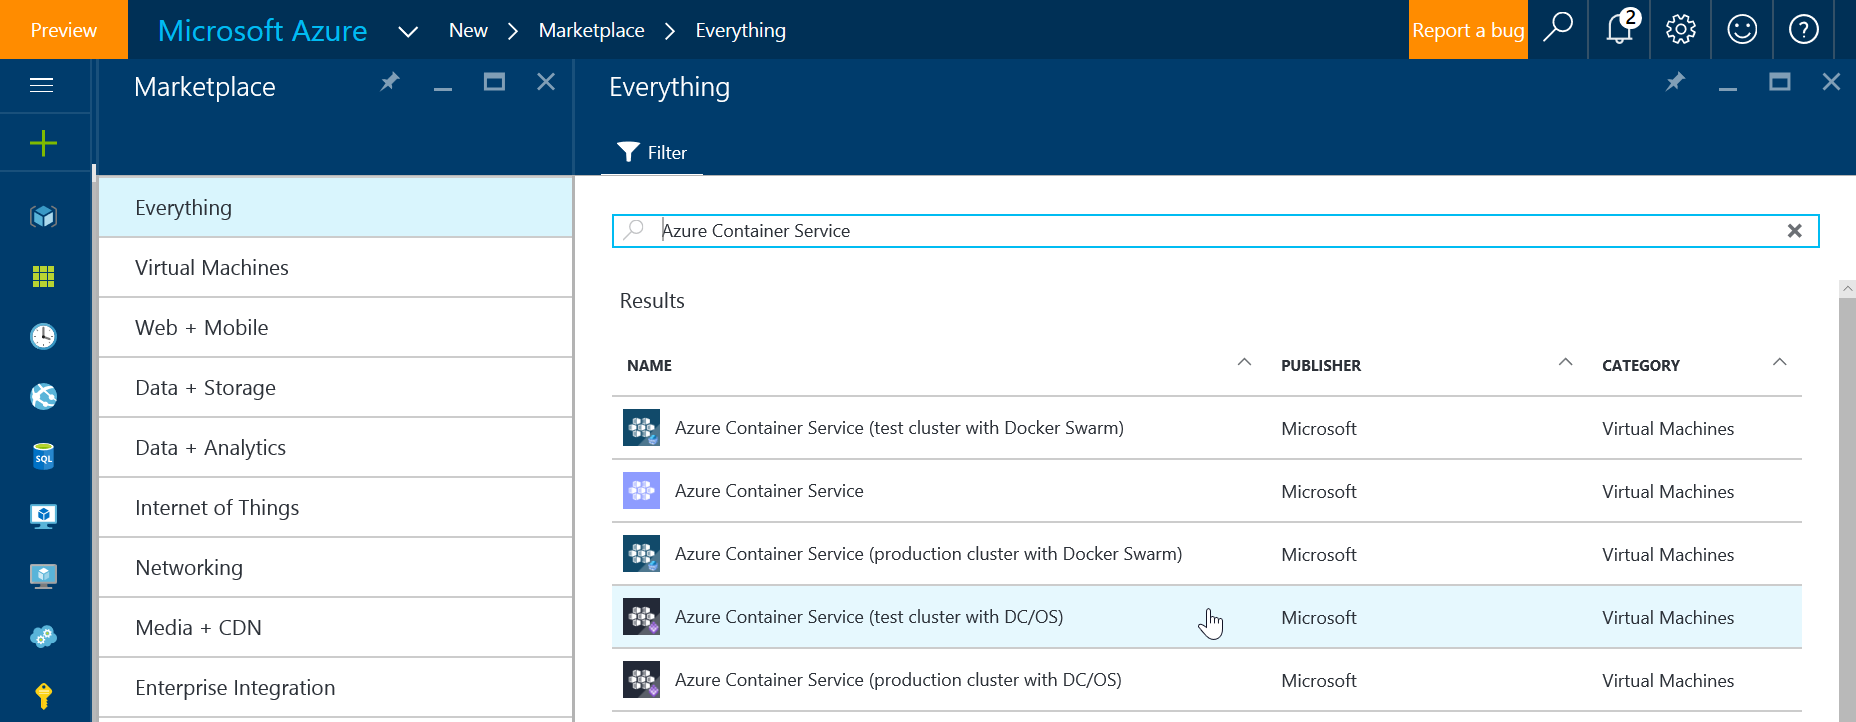 Preview
Microsoft Azure
New
Marketplace
Everything
Report a bug
2
Marketplace
Everything
Filter
Everything
Virtual Machines
Web + Mobile
Data + Storage
Data + Analytics
Internet of Things
Networking
Media + CDN
Enterprise Integration
SQL
Azure Container Service
Results
NAME PUBLISHER CATEGORY
Azure Container Service (test cluster with Docker Swarm) Microsoft Virtual Machines
Azure Container Service Microsoft Virtual Machines
Azure Container Service (production cluster with Docker Swarm) Microsoft Virtual Machines
Azure Container Service (test cluster with DC/OS) Microsoft Virtual Machines
Azure Container Service (production cluster with DC/OS) Microsoft Virtual Machines